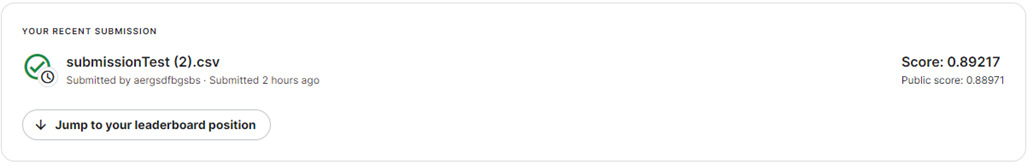 YOUR RECENT SUBMISSION
submissionTest (2).csv
Submitted by aergsdfbgsbs · Submitted 2 hours ago
Score: 0.89217
Public score: 0.88971
Jump to your leaderboard position